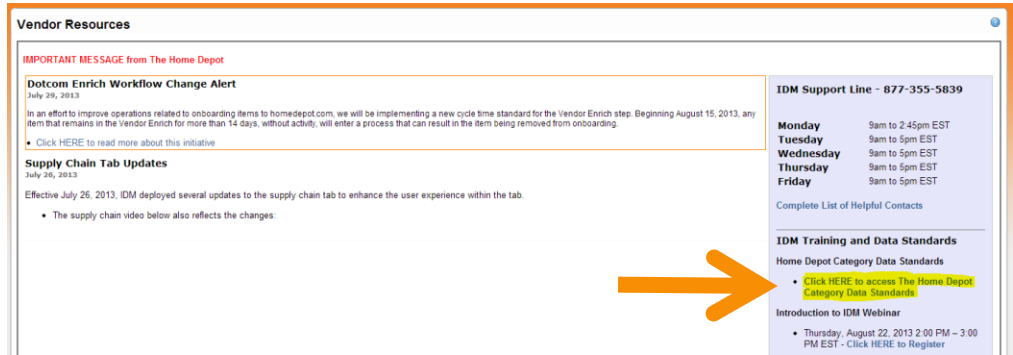 Vendor Resources
IMPORTANT MESSAGE from The Home Depot
Dotcom Enrich Workflow Change Alert
July 29, 2013
In an effort to improve operations related to onboarding items to homedepot.com, we will be implementing a new cycle time standard for the Vendor Enrich step. Beginning August 15, 2013, any
item that remains in the Vendor Enrich for more than 14 days, without activity, will enter a process that can result in the item being removed from onboarding.
• Click HERE to read more about this initiative
Supply Chain Tab Updates
July 26, 2013
Effective July 26, 2013, IDM deployed several updates to the supply chain tab to enhance the user experience within the tab.
• The supply chain video below also reflects the changes:
IDM Support Line - 877-355-5839
Monday 9am to 2:45pm EST
Tuesday 9am to 5pm EST
Wednesday 9am to 5pm EST
Thursday 9am to 5pm EST
Friday 9am to 5pm EST
Complete List of Helpful Contacts
IDM Training and Data Standards
Home Depot Category Data Standards
• Click HERE to access The Home Depot
Category Data Standards
Introduction to IDM Webinar
• Thursday, August 22, 2013 2:00 PM – 3:00
PM EST - Click HERE to Register